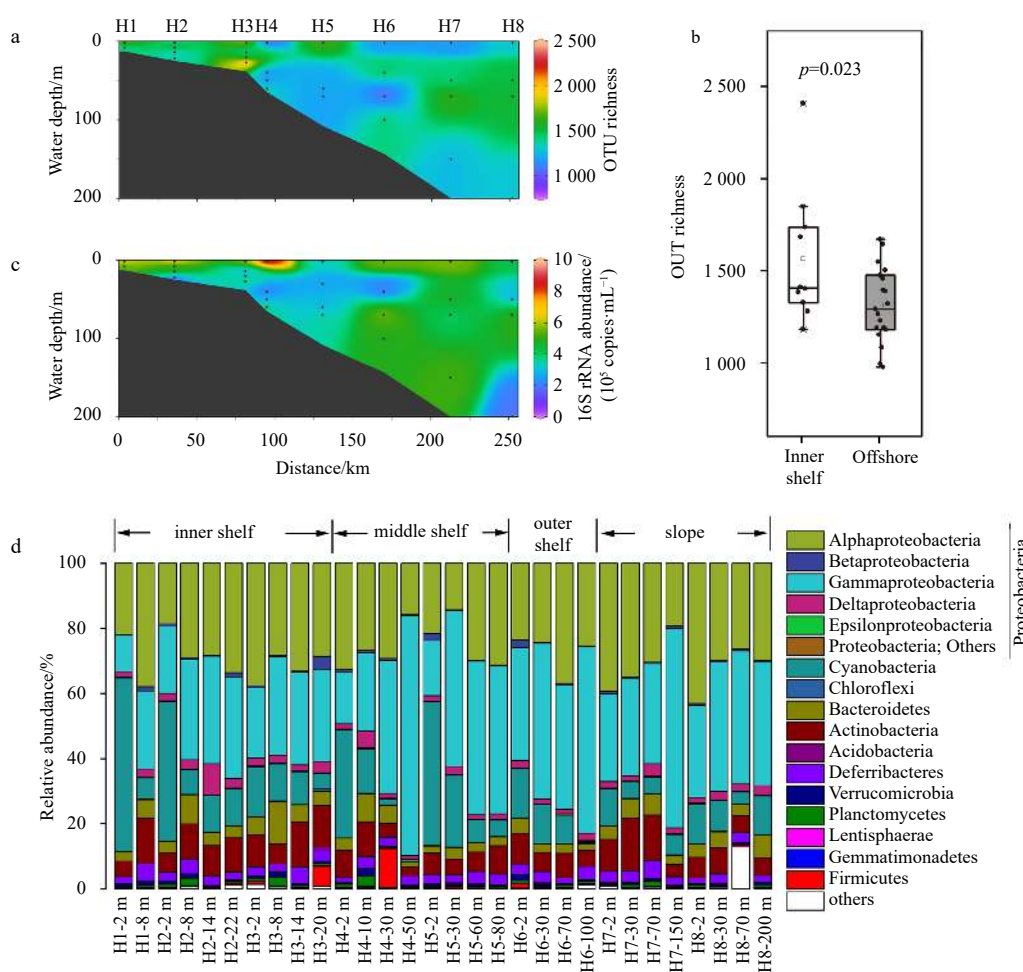 a
H1 H2 H3 H4 H5 H6 H7 H8
0
100
200
Water depth/m
2 500
2 000
1 500
1 000
OTU richness
b
p=0.023
2 500
2 000
1 500
1 000
OUT richness
Inner
shelf
Offshore
c
0
100
200
Water depth/m
0 50 100 150 200 250
Distance/km
10
8
6
4
2
0
16S rRNA abundance/
(10⁵ copies·mL⁻¹)
d
inner shelf
middle shelf
outer
shelf
slope
100
80
60
40
20
0
Relative abundance/%
H1-2 m
H1-8 m
H2-2 m
H2-8 m
H2-14 m
H2-22 m
H3-2 m
H3-8 m
H3-14 m
H3-20 m
H4-2 m
H4-10 m
H4-30 m
H4-50 m
H5-2 m
H5-30 m
H5-60 m
H5-80 m
H6-2 m
H6-30 m
H6-70 m
H6-100 m
H7-2 m
H7-30 m
H7-70 m
H7-150 m
H8-2 m
H8-30 m
H8-70 m
H8-200 m
Alphaproteobacteria
Betaproteobacteria
Gammaproteobacteria
Deltaproteobacteria
Epsilonproteobacteria
Proteobacteria; Others
Cyanobacteria
Chloroflexi
Bacteroidetes
Actinobacteria
Acidobacteria
Deferribacteres
Verrucomicrobia
Planctomycetes
Lentisphaerae
Gemmatimonadetes
Firmicutes
others
Proteobacteria